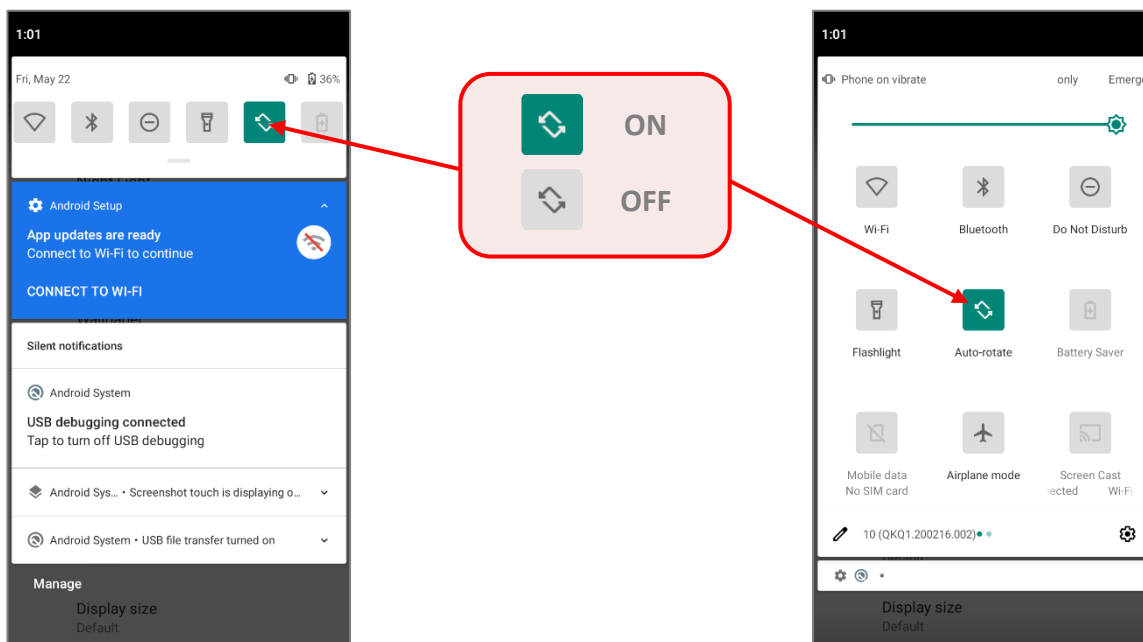 1:01
Fri, May 22
36%
Android Setup
App updates are ready
Connect to Wi-Fi to continue
CONNECT TO WI-FI
Silent notifications
Android System
USB debugging connected
Tap to turn off USB debugging
Android Sys... • Screenshot touch is displaying o...
Android System • USB file transfer turned on
Manage
Display size
Default
ON
OFF
1:01
Phone on vibrate only Emerge
Wi-Fi Bluetooth Do Not Disturb
Flashlight Auto-rotate Battery Saver
Mobile data Airplane mode Screen Cast
No SIM card ected Wi-Fi
10 (QKQ1.200216.002)
Display size
Default